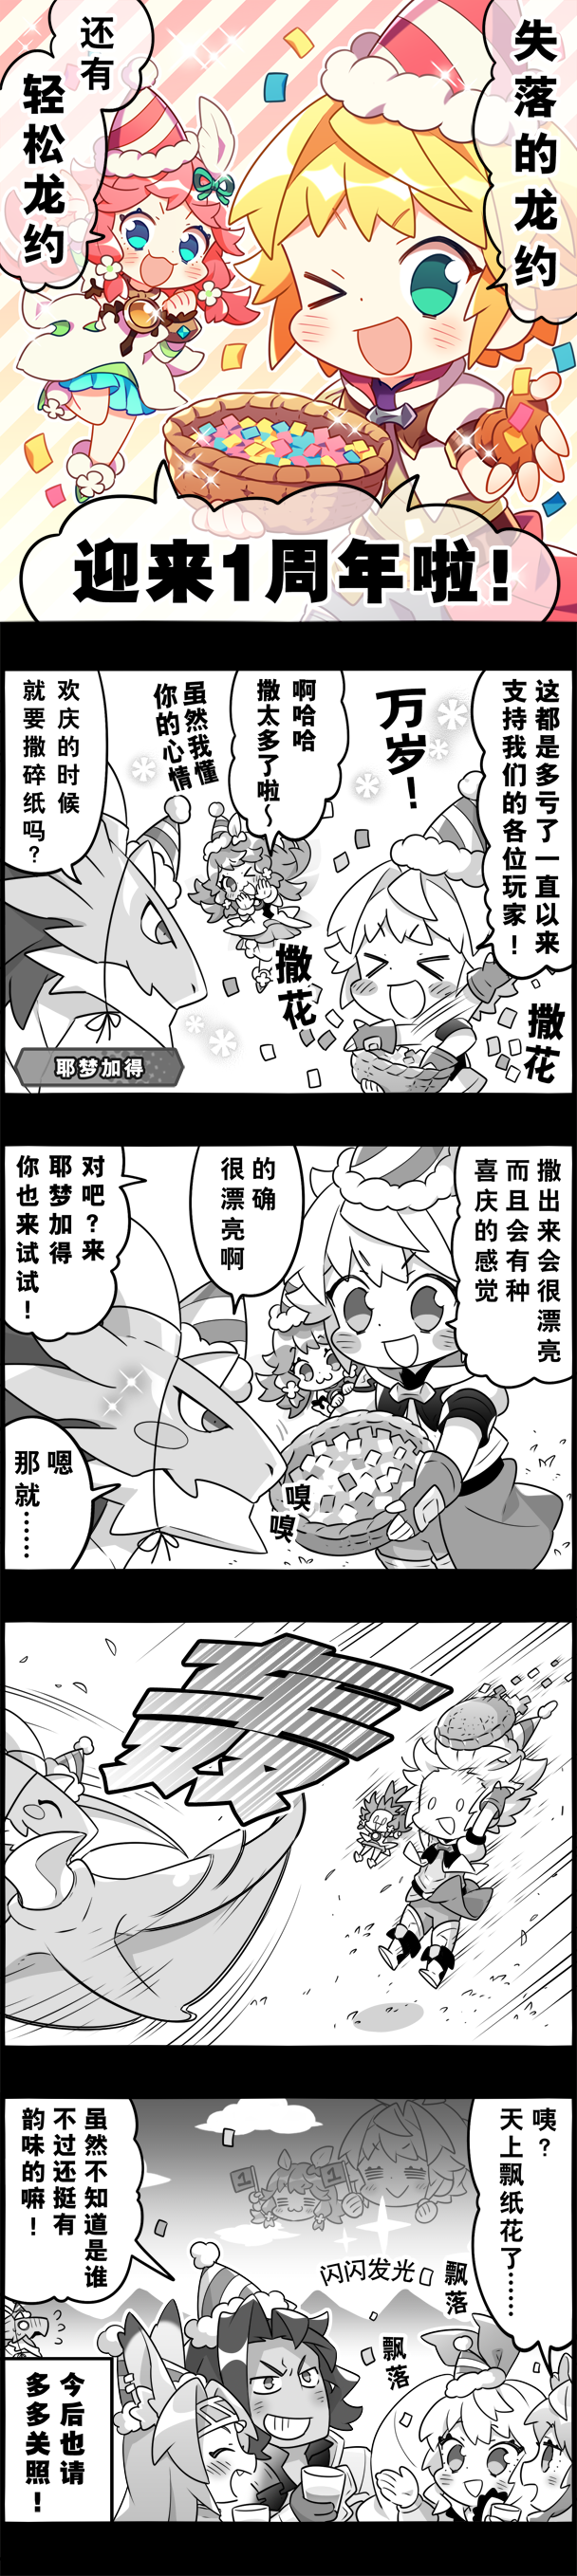 失落的龙约
还有
轻松龙约
迎来1周年啦！
这都是多亏了一直以来
支持我们的各位玩家！
万岁！
啊哈哈
撒太多了啦～
虽然我懂
你的心情
欢庆的时候
就要撒碎纸吗？
撒花
撒花
耶梦加得
撒出来会很漂亮
而且会有种
喜庆的感觉
的确
很漂亮啊
对吧？来
耶梦加得
你也来试试！
嗅
嗅
嗯
那就……
咦？
天上飘纸花了……
飘落
闪闪发光
飘落
1
1
虽然不知道是谁
不过还挺有
韵味的嘛！
今后也请
多多关照！